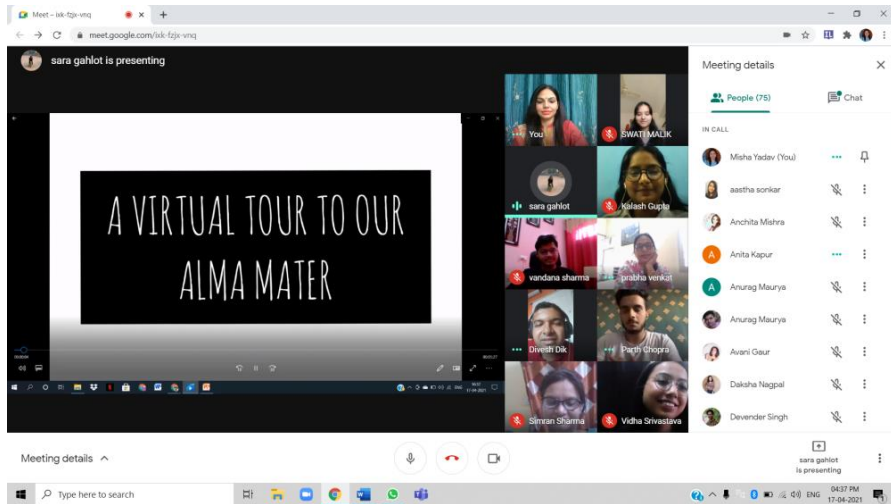 Meet – ixk-fzjx-vnq
meet.google.com/ixk-fzjx-vnq
sara gahlot is presenting
A VIRTUAL TOUR TO OUR
ALMA MATER
You
SWATI MALIK
sara gahlot
Kalash Gupta
vandana sharma
prabha venkat
Divesh Dik
Parth Chopra
Simran Sharma
Vidha Srivastava
Meeting details
People (75)
Chat
IN CALL
Misha Yadav (You)
aastha sonkar
Anchita Mishra
A Anita Kapur
A Anurag Maurya
Anurag Maurya
Avani Gaur
Daksha Nagpal
Devender Singh
Meeting details
sara gahlot
is presenting
Type here to search
ENG
04:37 PM
17-04-2021